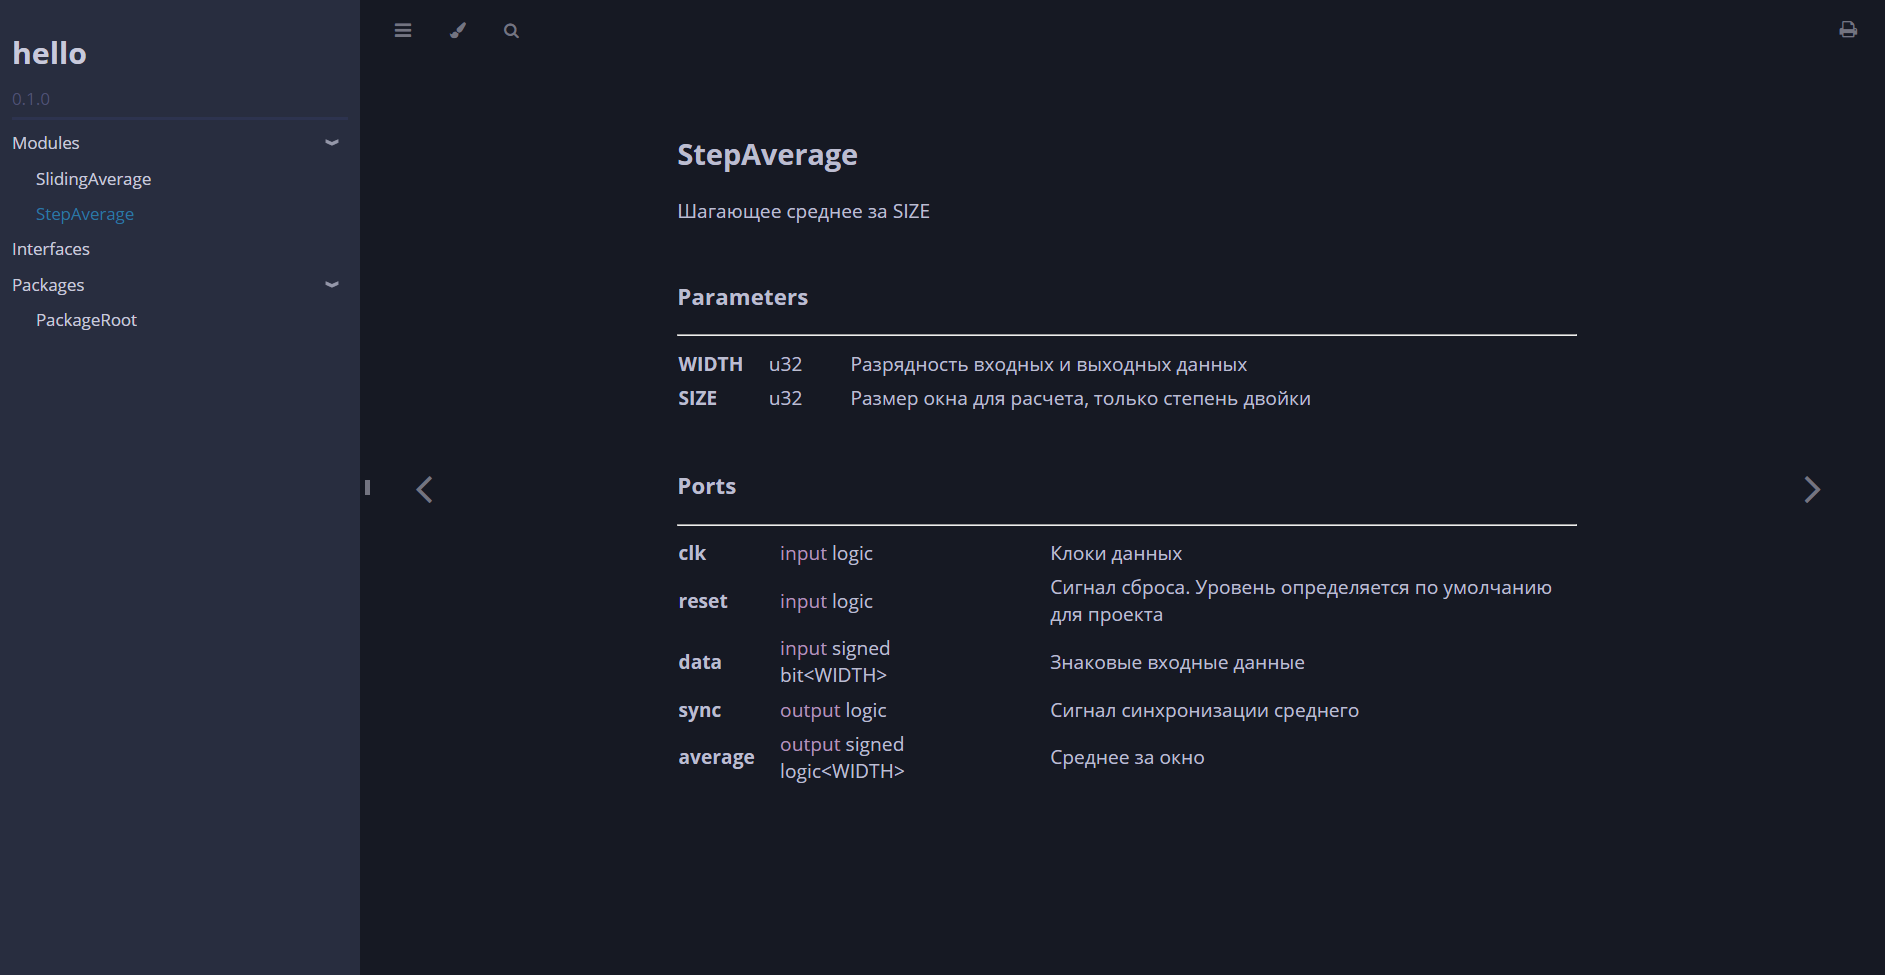 hello
0.1.0
Modules
SlidingAverage
StepAverage
Interfaces
Packages
PackageRoot
StepAverage
Шагающее среднее за SIZE
Parameters
WIDTH u32 Разрядность входных и выходных данных
SIZE u32 Размер окна для расчета, только степень двойки
Ports
clk input logic Клоки данных
reset input logic Сигнал сброса. Уровень определяется по умолчанию
для проекта
data input signed
bit<WIDTH> Знаковые входные данные
sync output logic Сигнал синхронизации среднего
average output signed
logic<WIDTH> Среднее за окно